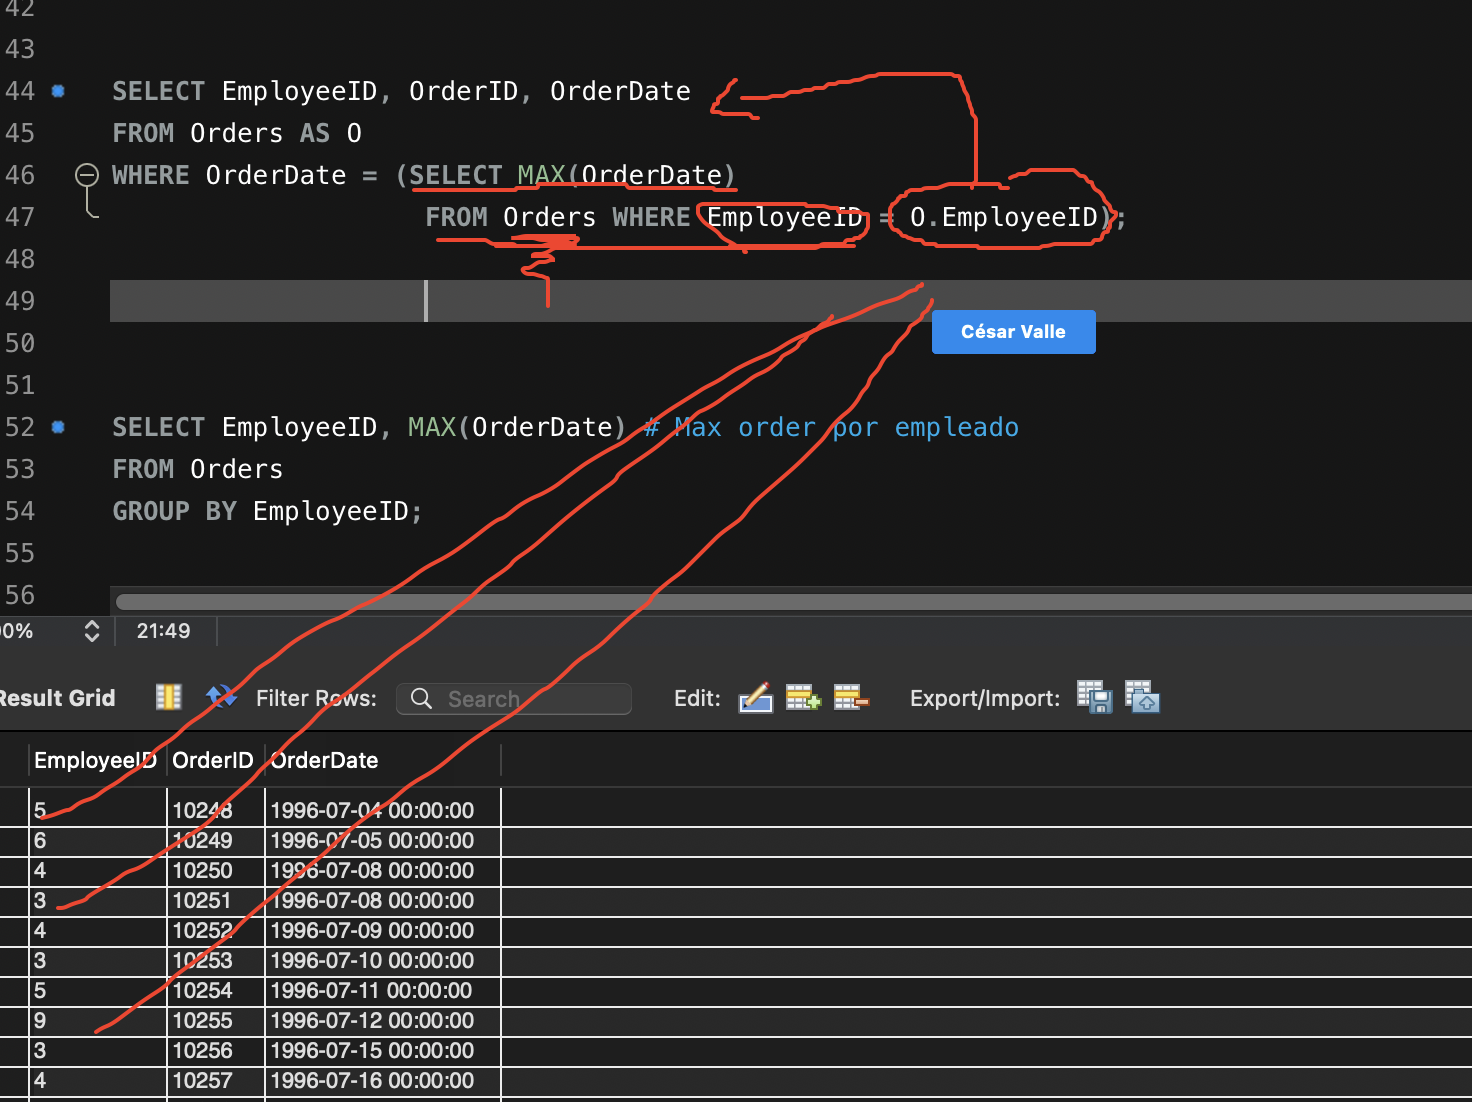 42
43
44 SELECT EmployeeID, OrderID, OrderDate
45 FROM Orders AS O
46 WHERE OrderDate = (SELECT MAX(OrderDate)
47 FROM Orders WHERE EmployeeID = O.EmployeeID);
48
49
César Valle
50
51
52 SELECT EmployeeID, MAX(OrderDate) # Max order por empleado
53 FROM Orders
54 GROUP BY EmployeeID;
55
56
00% 21:49
Result Grid Filter Rows: Search Edit: Export/Import:
EmployeeID OrderID OrderDate
5 10248 1996-07-04 00:00:00
6 10249 1996-07-05 00:00:00
4 10250 1996-07-08 00:00:00
3 10251 1996-07-08 00:00:00
4 10252 1996-07-09 00:00:00
3 10253 1996-07-10 00:00:00
5 10254 1996-07-11 00:00:00
9 10255 1996-07-12 00:00:00
3 10256 1996-07-15 00:00:00
4 10257 1996-07-16 00:00:00